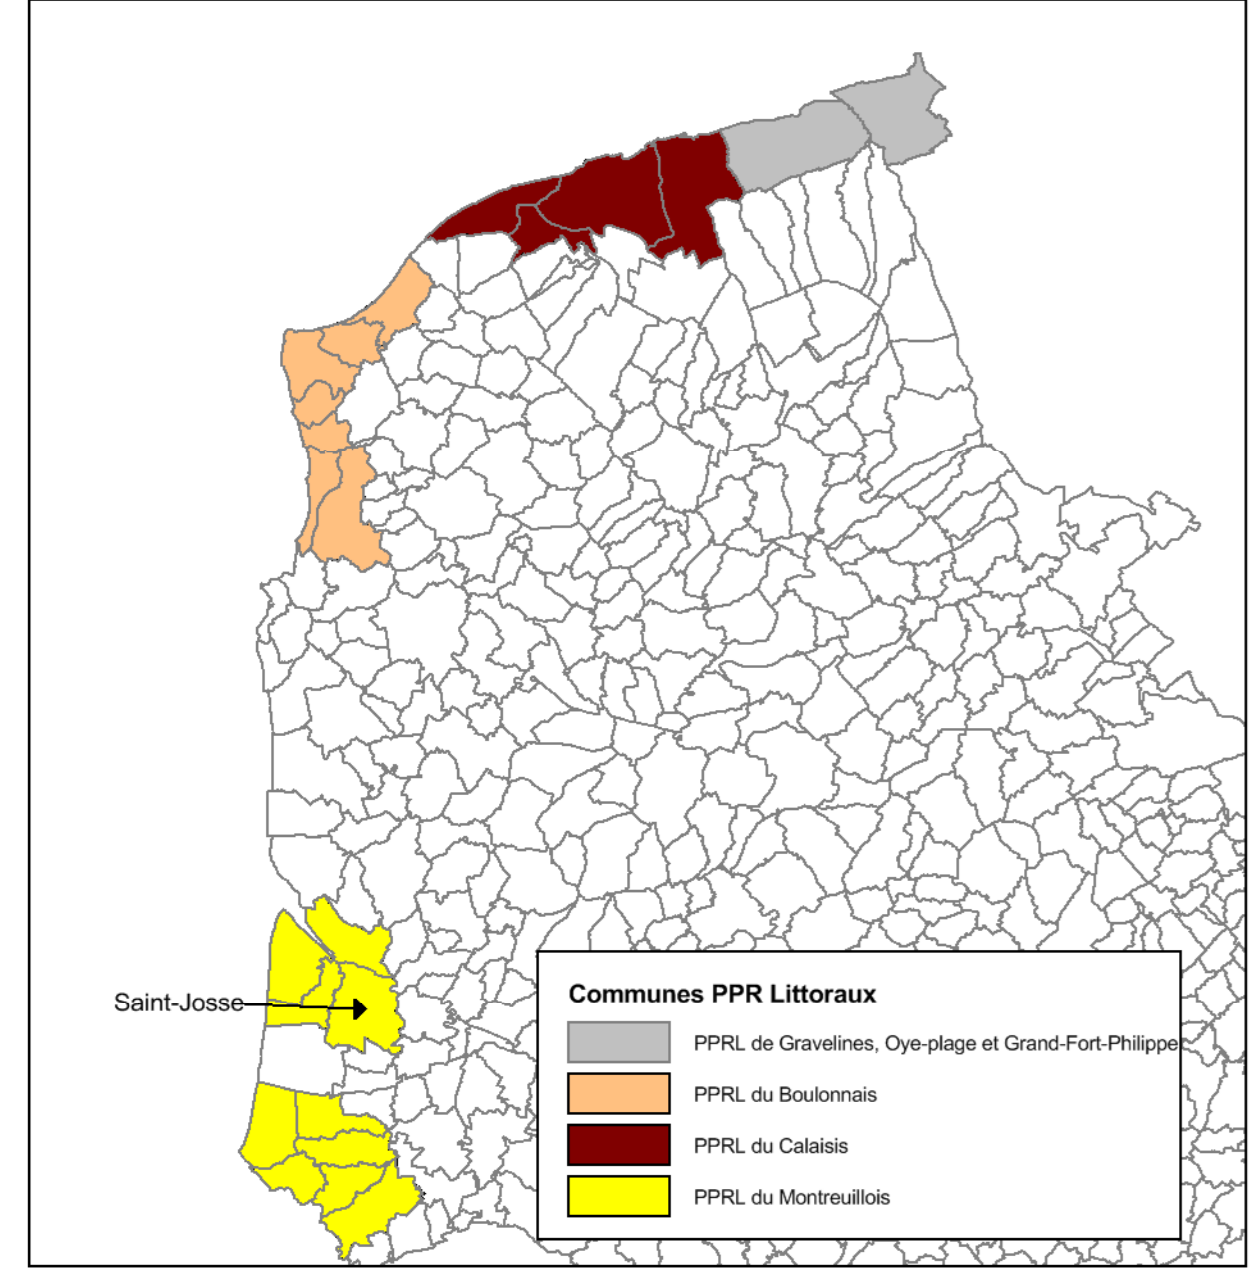 Saint-Josse
Communes PPR Littoraux
PPRL de Gravelines, Oye-plage et Grand-Fort-Philippe
PPRL du Boulonnais
PPRL du Calaisis
PPRL du Montreuillois